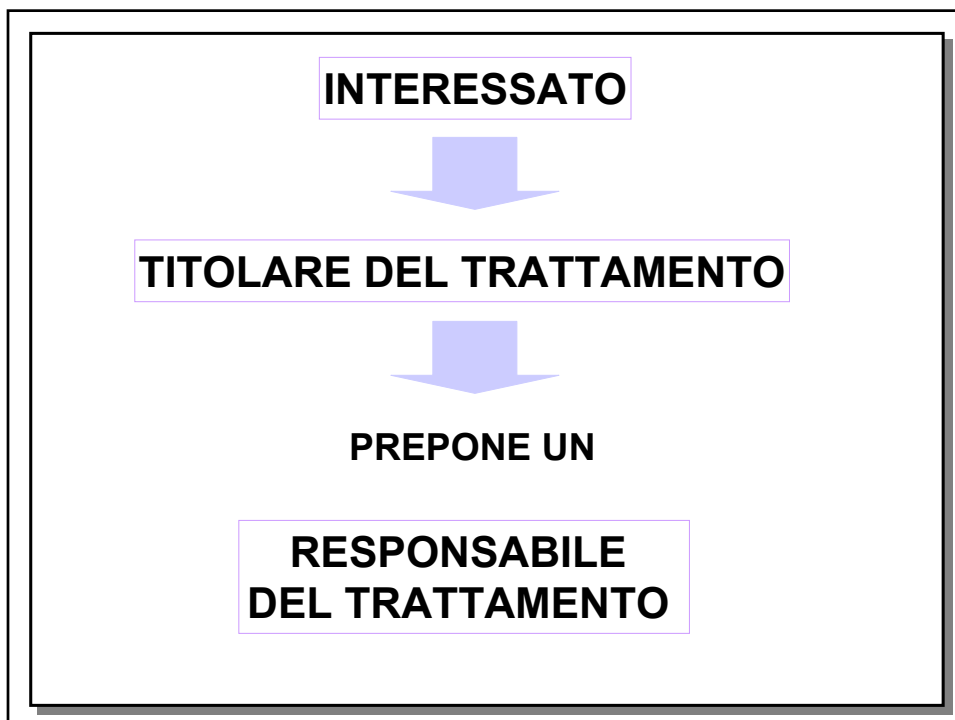 INTERESSATO
TITOLARE DEL TRATTAMENTO
PREPONE UN
RESPONSABILE
DEL TRATTAMENTO